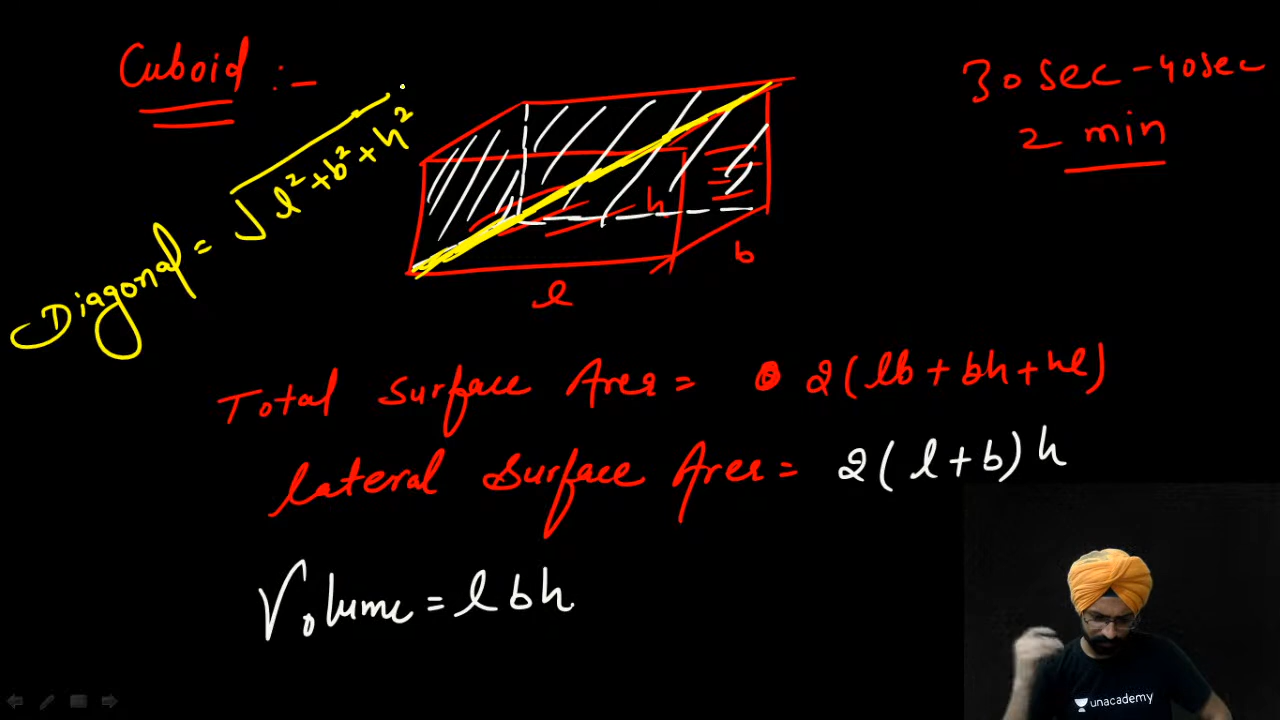 Cuboid :-
30 sec - 40 sec
2 min
Diagonal = √l²+b²+h²
h
b
l
Total Surface Area = 2(lb+bh+hl)
lateral Surface Area = 2(l+b)h
Volume = lbh
unacademy